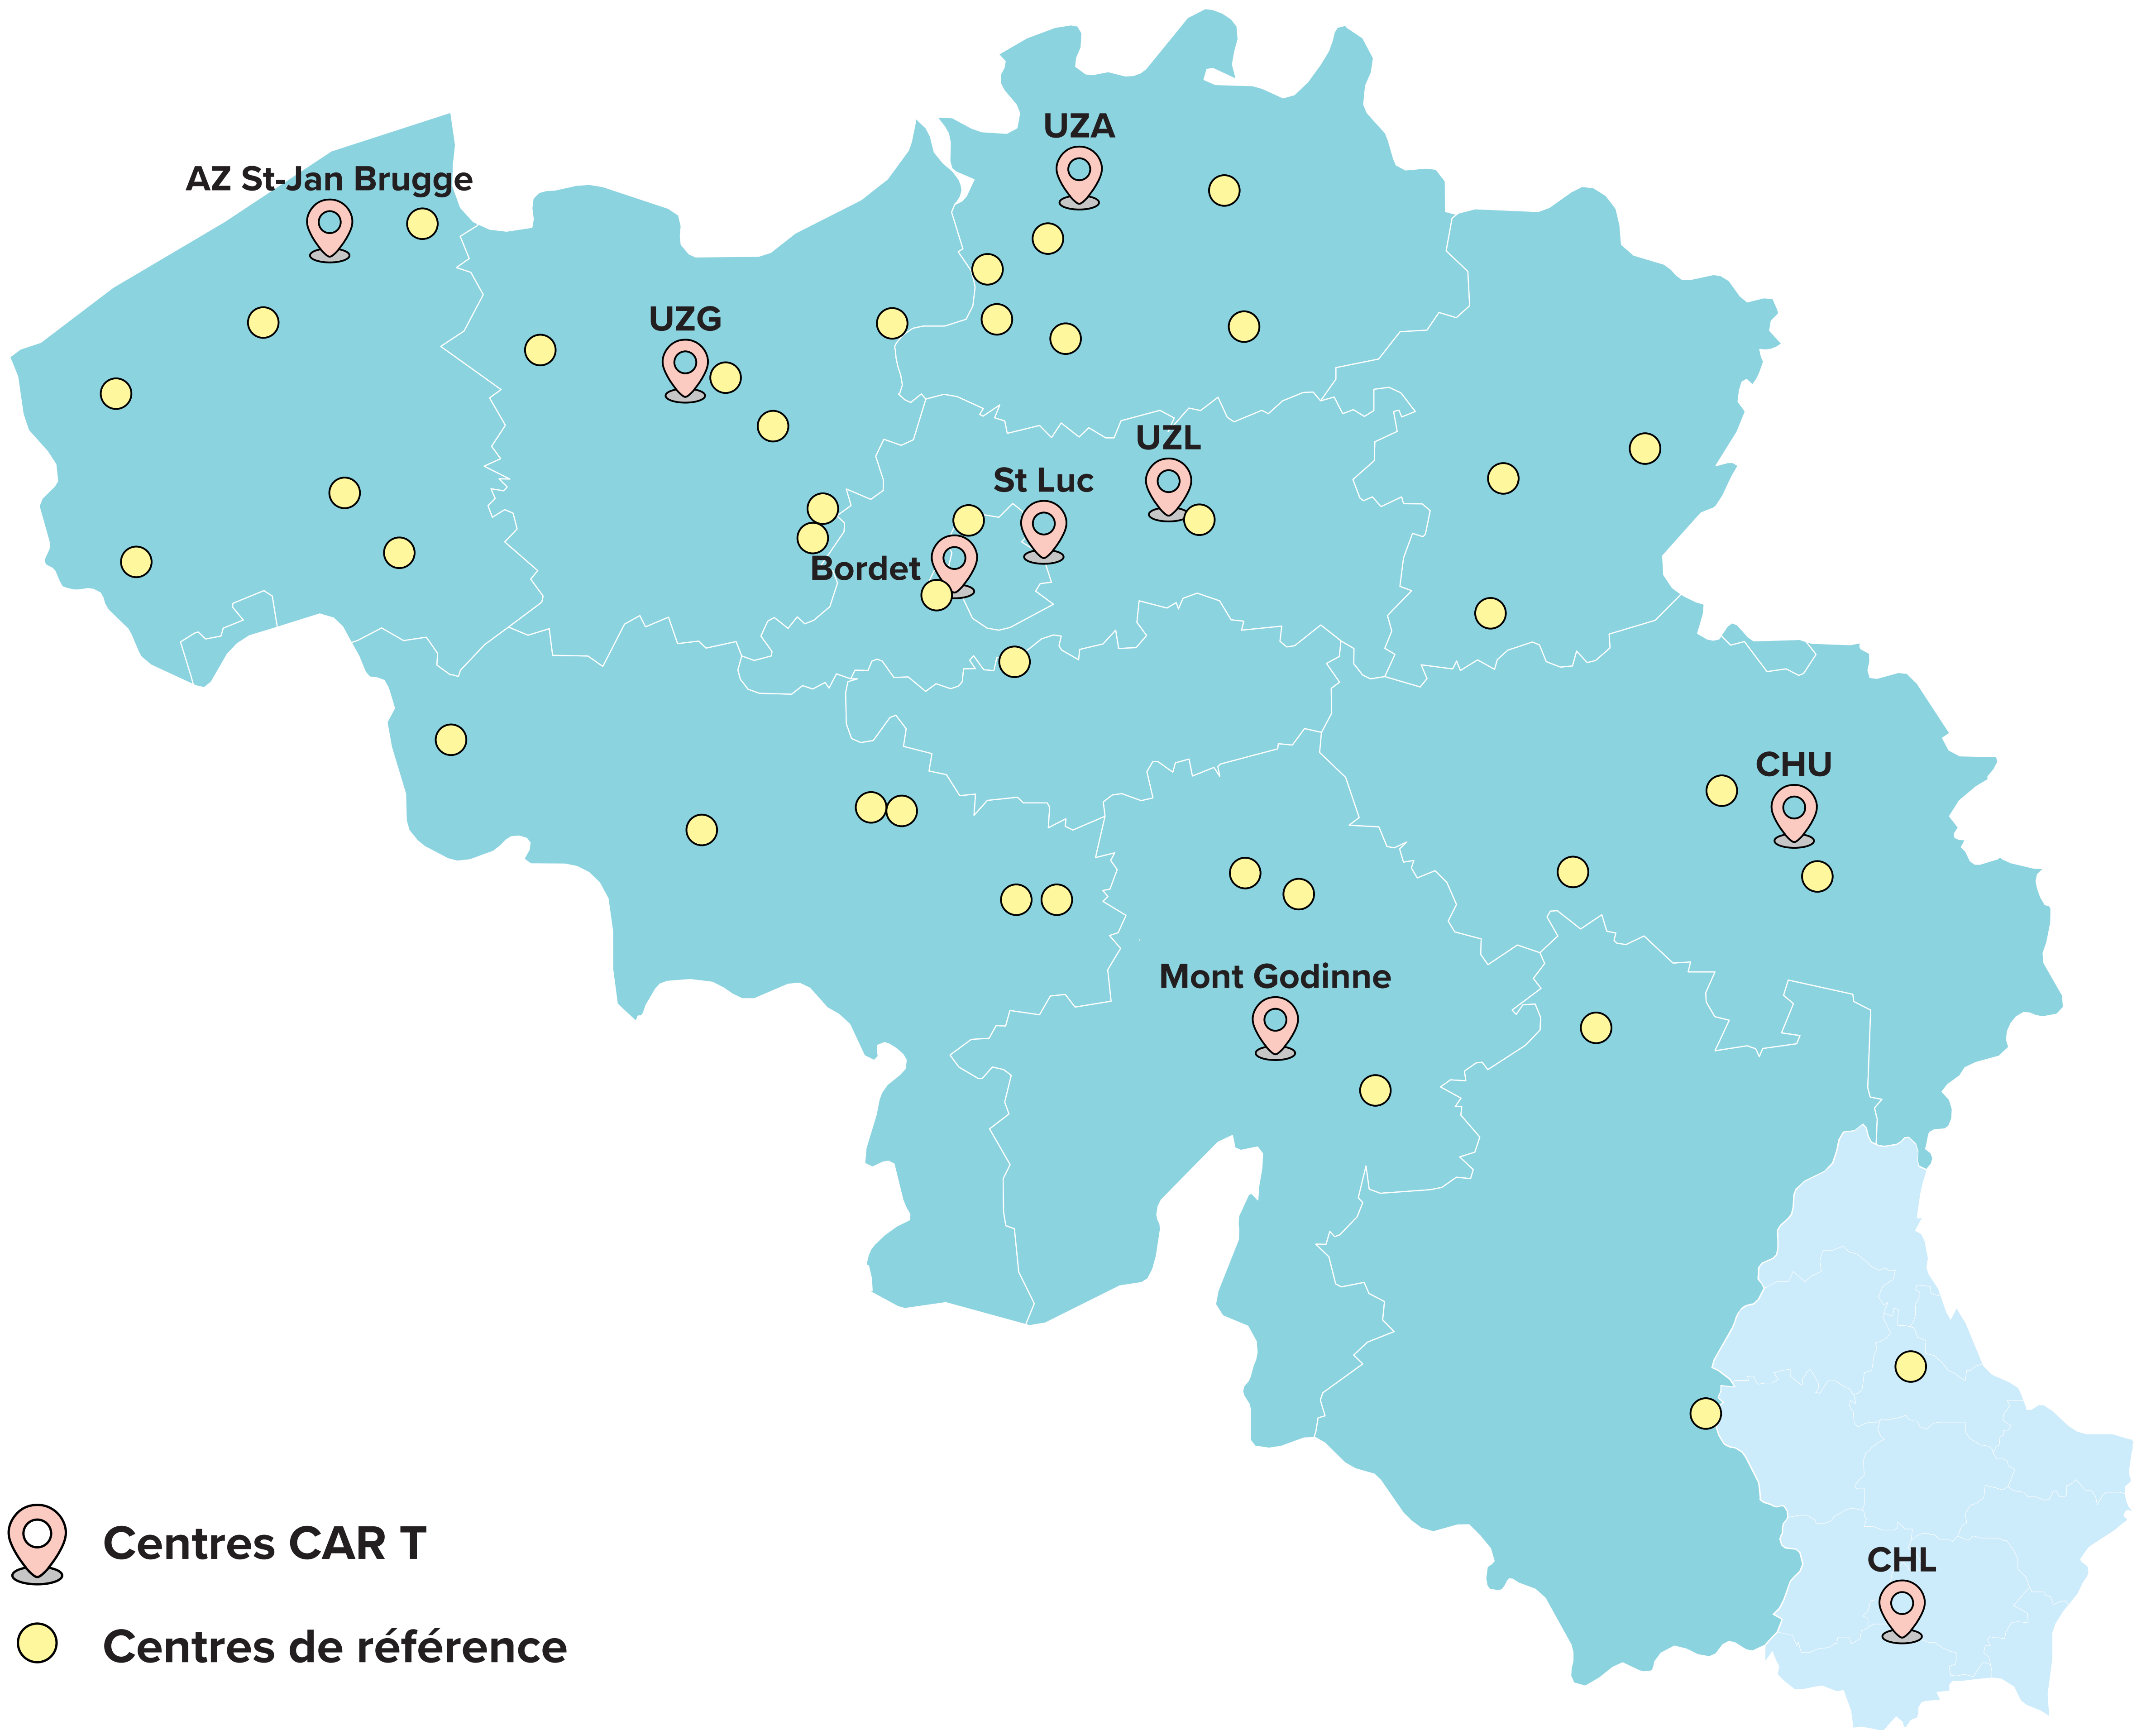 UZA
AZ St-Jan Brugge
UZG
UZL
St Luc
Bordet
CHU
Mont Godinne
CHL
Centres CAR T
Centres de référence